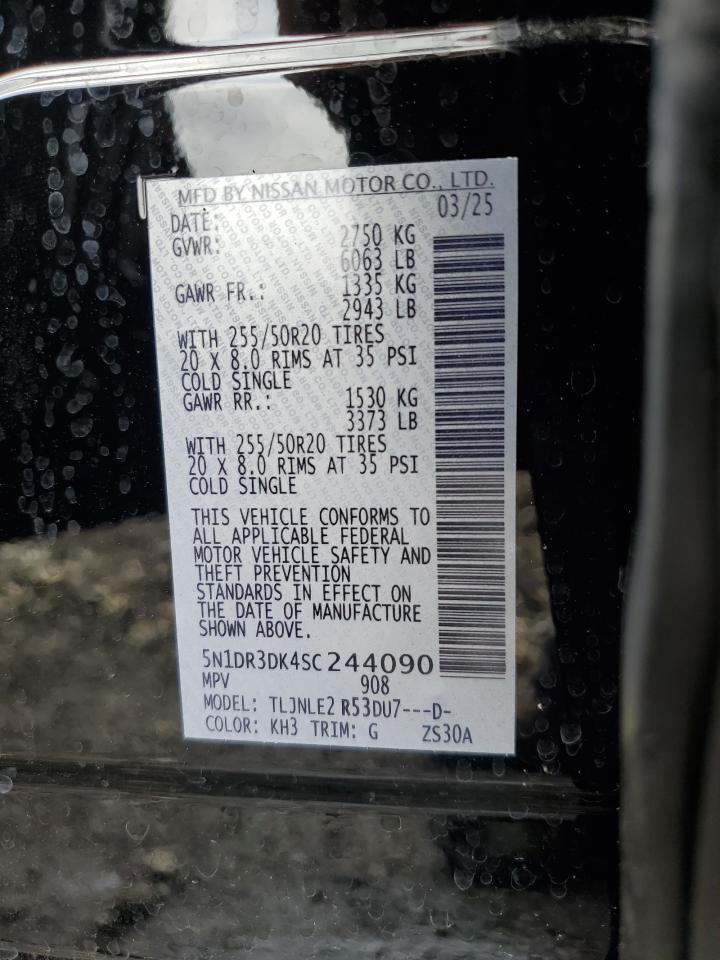 MFD BY NISSAN MOTOR CO., LTD.
DATE: 03/25
GVWR: 2750 KG
6063 LB
GAWR FR.: 1335 KG
2943 LB
WITH 255/50R20 TIRES
20 X 8.0 RIMS AT 35 PSI
COLD SINGLE
GAWR RR.: 1530 KG
3373 LB
WITH 255/50R20 TIRES
20 X 8.0 RIMS AT 35 PSI
COLD SINGLE
THIS VEHICLE CONFORMS TO
ALL APPLICABLE FEDERAL
MOTOR VEHICLE SAFETY AND
THEFT PREVENTION
STANDARDS IN EFFECT ON
THE DATE OF MANUFACTURE
SHOWN ABOVE.
5N1DR3DK4SC244090
MPV 908
MODEL: TLJNLE2 R53DU7---D-
COLOR: KH3 TRIM: G ZS30A